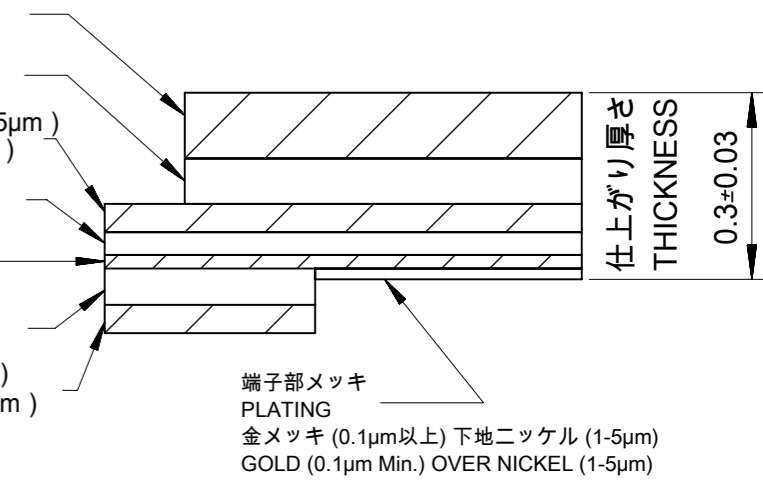 5μm )
)
)
m )
仕上がり厚さ
THICKNESS
0.3±0.03
端子部メッキ
PLATING
金メッキ (0.1μm以上) 下地ニッケル (1-5μm)
GOLD (0.1μm Min.) OVER NICKEL (1-5μm)